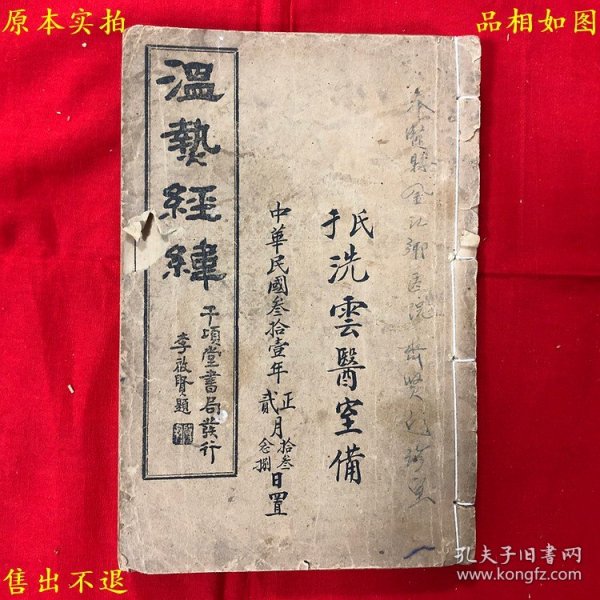 原本实拍
品相如图
于氏洗雲醫室備
中華民國叁拾壹年正貳月拾叁念捌日置
溫熱經緯
千頃堂書局發行
李啟賢題
售出不退
孔夫子旧书网
www.kongfz.com